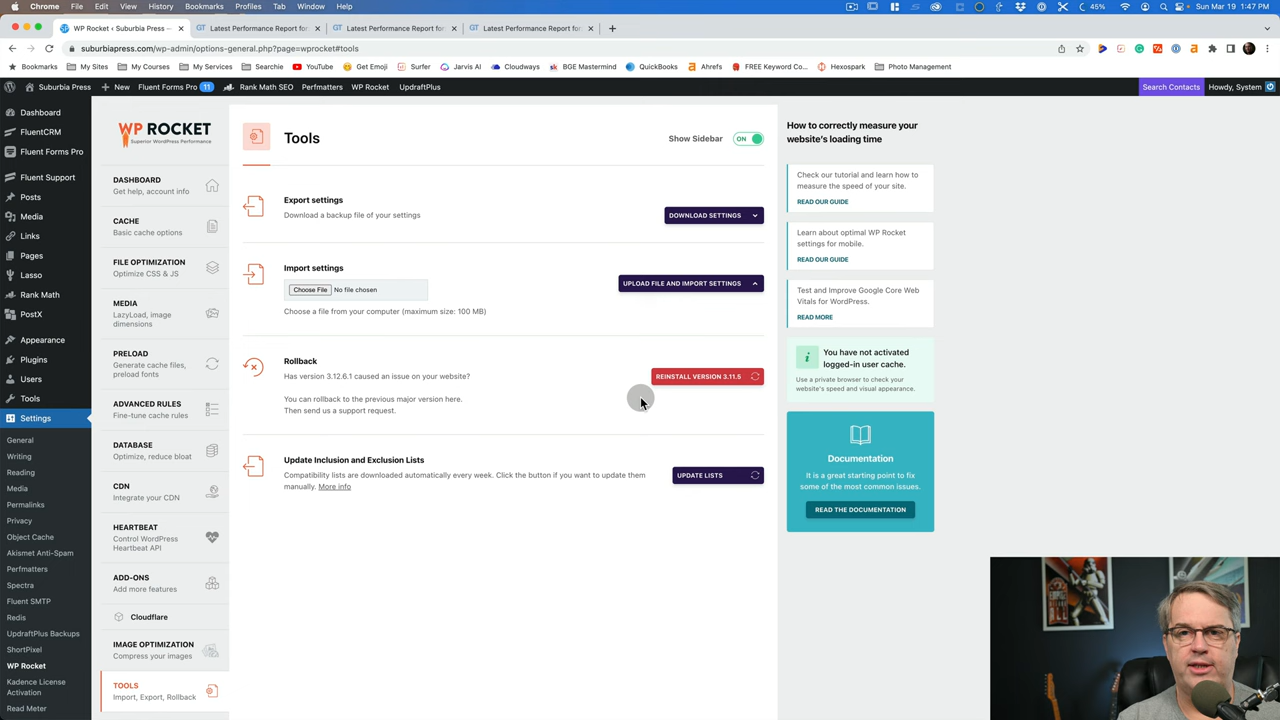 Chrome File Edit View History Bookmarks Profiles Tab Window Help
45% Sun Mar 19 1:47 PM
WP Rocket ‹ Suburbia Press —
GT Latest Performance Report for
GT Latest Performance Report for
GT Latest Performance Report for
suburbiapress.com/wp-admin/options-general.php?page=wprocket#tools
Bookmarks My Sites My Courses My Services Searchie YouTube Get Emoji Surfer Jarvis AI Cloudways BGE Mastermind QuickBooks Ahrefs FREE Keyword Co... Hexospark Photo Management
Suburbia Press New Fluent Forms Pro 11 Rank Math SEO Perfmatters WP Rocket UpdraftPlus Search Contacts Howdy, System
Dashboard
FluentCRM
Fluent Forms Pro
Fluent Support
Posts
Media
Links
Pages
Lasso
Rank Math
PostX
Appearance
Plugins
Users
Tools
Settings
General
Writing
Reading
Media
Permalinks
Privacy
Object Cache
Akismet Anti-Spam
Perfmatters
Spectra
Fluent SMTP
Redis
UpdraftPlus Backups
ShortPixel
WP Rocket
Kadence License
Activation
Read Meter
WP ROCKET
Superior WordPress Performance
DASHBOARD
Get help, account info
CACHE
Basic cache options
FILE OPTIMIZATION
Optimize CSS & JS
MEDIA
LazyLoad, image
dimensions
PRELOAD
Generate cache files,
preload fonts
ADVANCED RULES
Fine-tune cache rules
DATABASE
Optimize, reduce bloat
CDN
Integrate your CDN
HEARTBEAT
Control WordPress
Heartbeat API
ADD-ONS
Add more features
Cloudflare
IMAGE OPTIMIZATION
Compress your images
TOOLS
Import, Export, Rollback
Tools
Show Sidebar ON
Export settings
Download a backup file of your settings
DOWNLOAD SETTINGS
Import settings
Choose File No file chosen
UPLOAD FILE AND IMPORT SETTINGS
Choose a file from your computer (maximum size: 100 MB)
Rollback
Has version 3.12.6.1 caused an issue on your website?
REINSTALL VERSION 3.11.5
You can rollback to the previous major version here.
Then send us a support request.
Update Inclusion and Exclusion Lists
Compatibility lists are downloaded automatically every week. Click the button if you want to update them
manually. More info
UPDATE LISTS
How to correctly measure your
website's loading time
Check our tutorial and learn how to
measure the speed of your site.
READ OUR GUIDE
Learn about optimal WP Rocket
settings for mobile.
READ OUR GUIDE
Test and Improve Google Core Web
Vitals for WordPress.
READ MORE
You have not activated
logged-in user cache.
Use a private browser to check your
website's speed and visual appearance.
Documentation
It is a great starting point to fix
some of the most common issues.
READ THE DOCUMENTATION